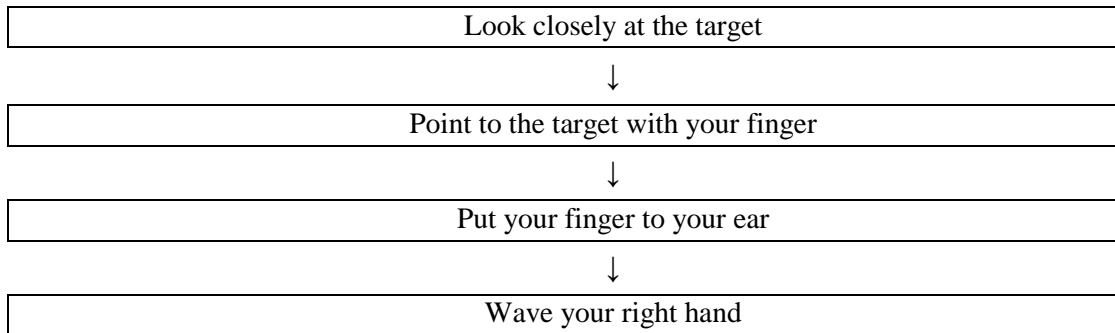 Look closely at the target
↓
Point to the target with your finger
↓
Put your finger to your ear
↓
Wave your right hand